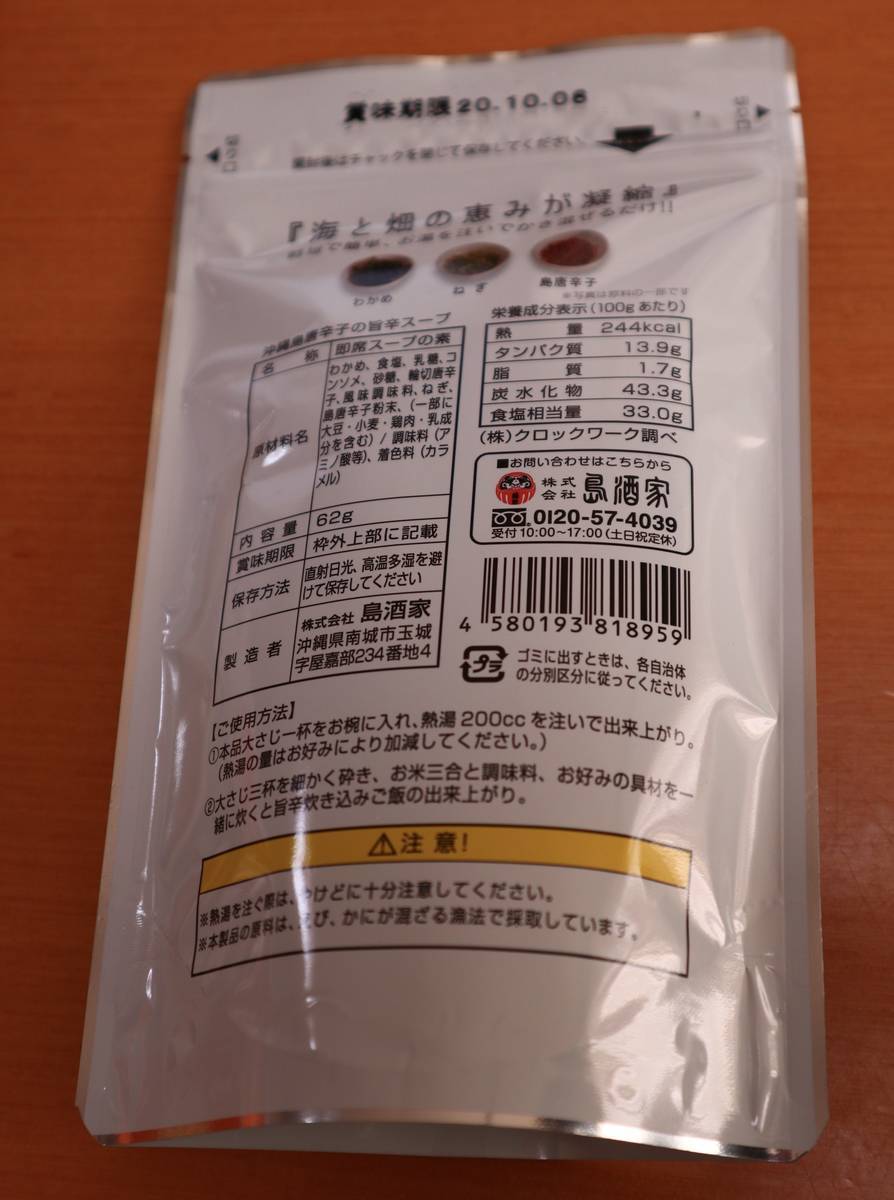 賞味期限20.10.06
開封後はチャックを閉じて保存してください
『海と畑の恵みが凝縮』
お湯を注いでかき混ぜるだけ!!
わかめ
ねぎ
島唐辛子
※写真は原料の一部です
沖縄島唐辛子の旨辛スープ
名称 即席スープの素
原材料名
わかめ、食塩、乳糖、コ
ンソメ、砂糖、輪切唐辛
子、風味調味料、ねぎ、
島唐辛子粉末、(一部に
大豆・小麦・鶏肉・乳成
分を含む) / 調味料 (ア
ミノ酸等)、着色料 (カラ
メル)
内容量 62g
賞味期限 枠外上部に記載
保存方法
直射日光、高温多湿を避
けて保存してください
製造者
株式会社 島酒家
沖縄県南城市玉城
字屋嘉部234番地4
栄養成分表示(100gあたり)
熱量 244kcal
タンパク質 13.9g
脂質 1.7g
炭水化物 43.3g
食塩相当量 33.0g
(株)クロックワーク調べ
■お問い合わせはこちらから
株式会社 島酒家
0120-57-4039
受付10:00~17:00(土日祝定休)
4 580193 818959
プラ
ゴミに出すときは、各自治体
の分別区分に従ってください。
【ご使用方法】
①本品大さじ一杯をお椀に入れ、熱湯200ccを注いで出来上がり。
(熱湯の量はお好みにより加減してください。)
②大さじ三杯を細かく砕き、お米三合と調味料、お好みの具材を一
緒に炊くと旨辛炊き込みご飯の出来上がり。
⚠注意!
※熱湯を注ぐ際は、やけどに十分注意してください。
※本製品の原料は、えび、かにが混ざる漁法で採取しています。